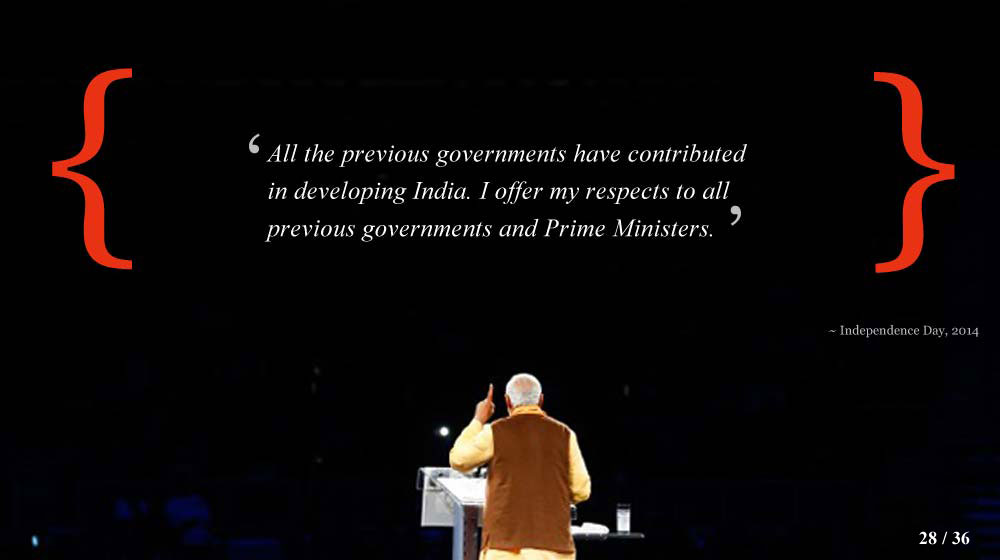 ‘ All the previous governments have contributed
in developing India. I offer my respects to all
previous governments and Prime Ministers. ’
~ Independence Day, 2014
28 / 36